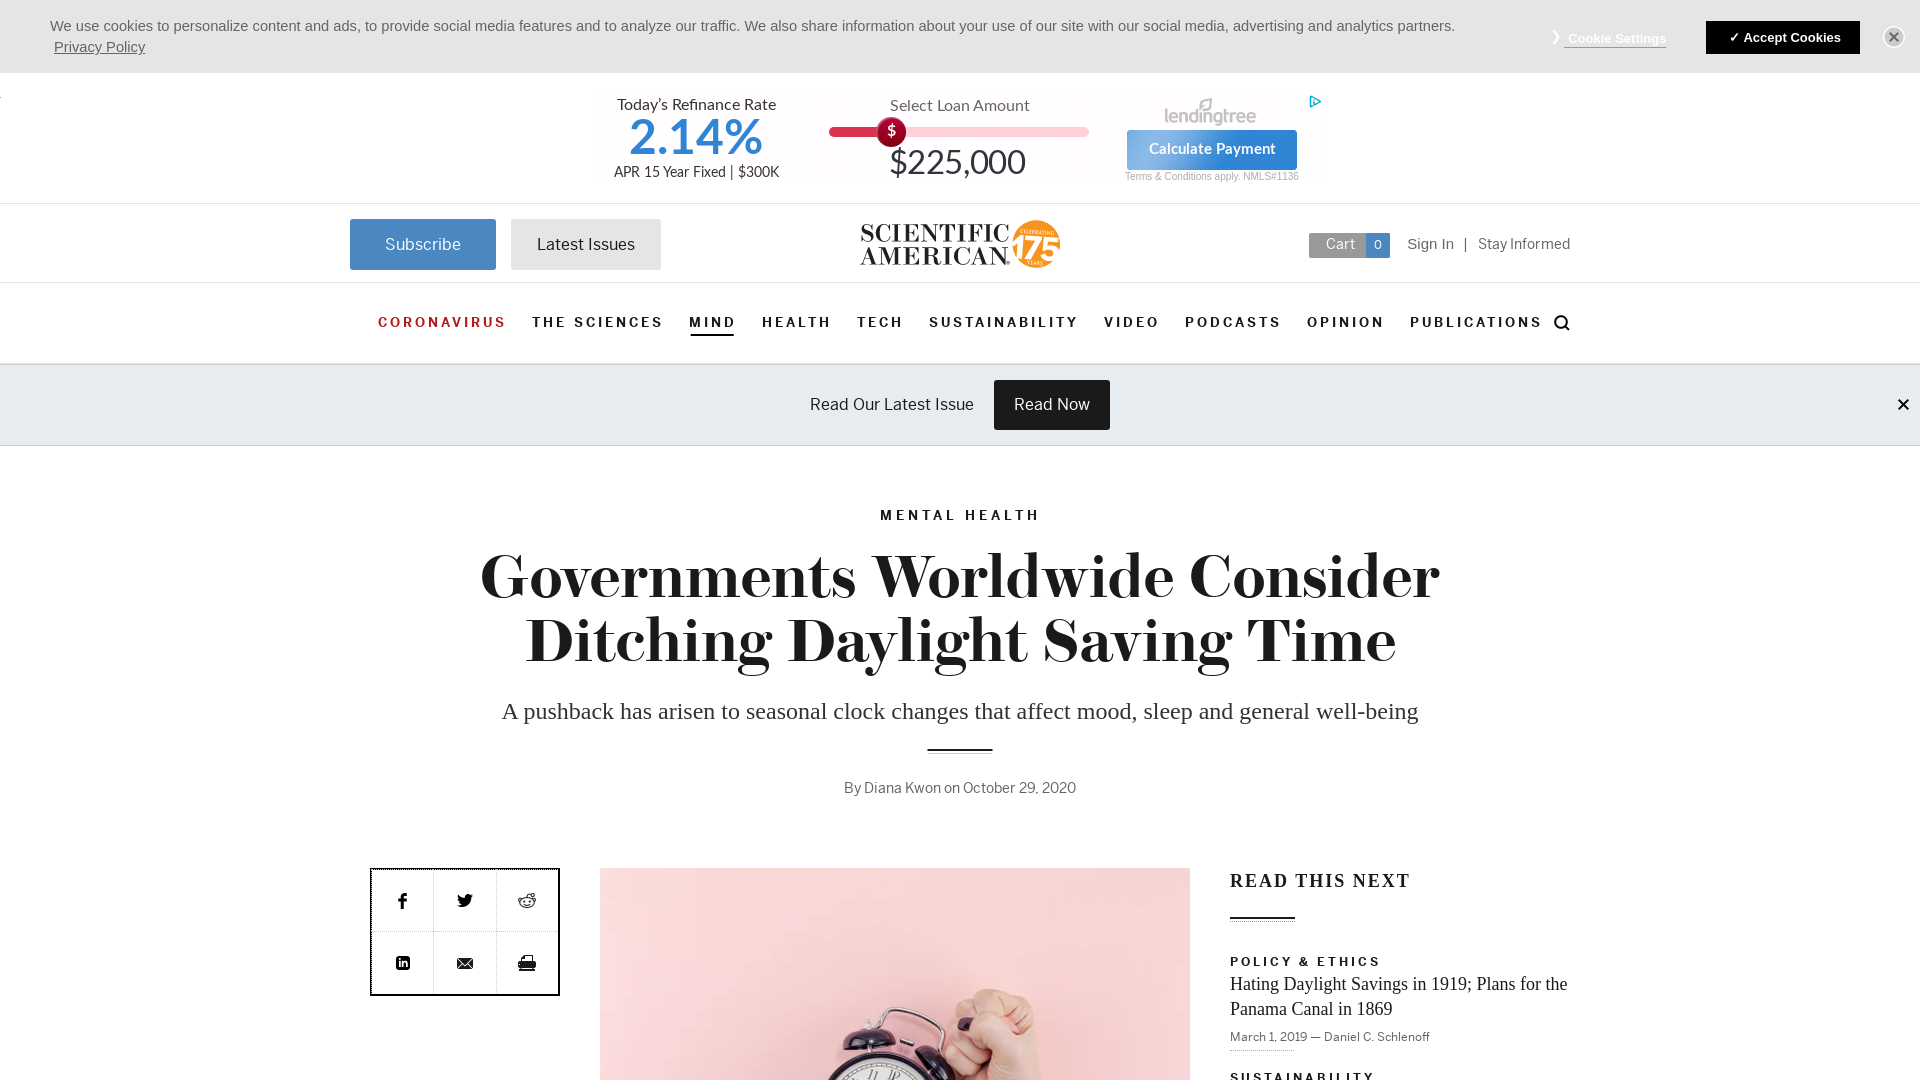 We use cookies to personalize content and ads, to provide social media features and to analyze our traffic. We also share information about your use of our site with our social media, advertising and analytics partners.
Privacy Policy
❯ Cookie Settings
✓ Accept Cookies
Today's Refinance Rate
2.14%
APR 15 Year Fixed | $300K
Select Loan Amount
$
$225,000
lendingtree
Calculate Payment
Terms & Conditions apply. NMLS#1136
Subscribe
Latest Issues
SCIENTIFIC
AMERICAN
CELEBRATING
175
YEARS
Cart 0
Sign In | Stay Informed
CORONAVIRUS THE SCIENCES MIND HEALTH TECH SUSTAINABILITY VIDEO PODCASTS OPINION PUBLICATIONS
Read Our Latest Issue
Read Now
MENTAL HEALTH
Governments Worldwide Consider
Ditching Daylight Saving Time
A pushback has arisen to seasonal clock changes that affect mood, sleep and general well-being
By Diana Kwon on October 29, 2020
READ THIS NEXT
POLICY & ETHICS
Hating Daylight Savings in 1919; Plans for the
Panama Canal in 1869
March 1, 2019 — Daniel C. Schlenoff
SUSTAINABILITY